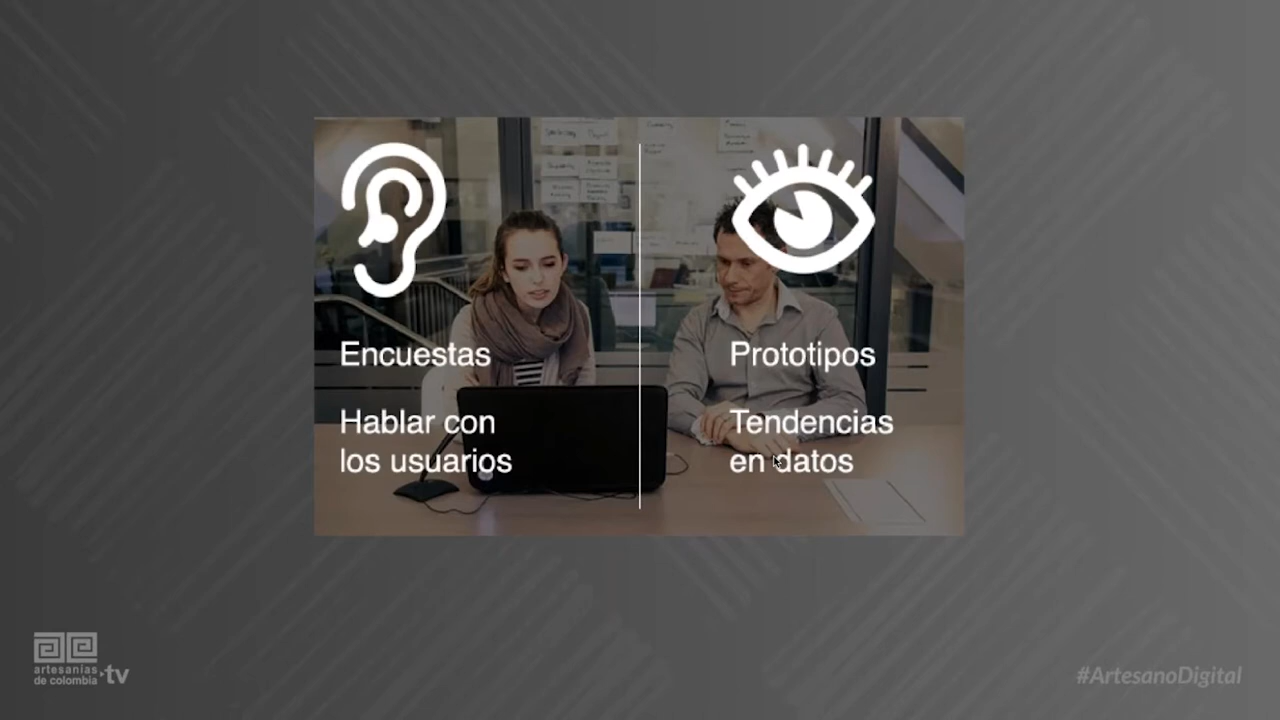 Encuestas
Hablar con
los usuarios
Prototipos
Tendencias
en datos
artesanías
de colombia
tv
#ArtesanoDigital